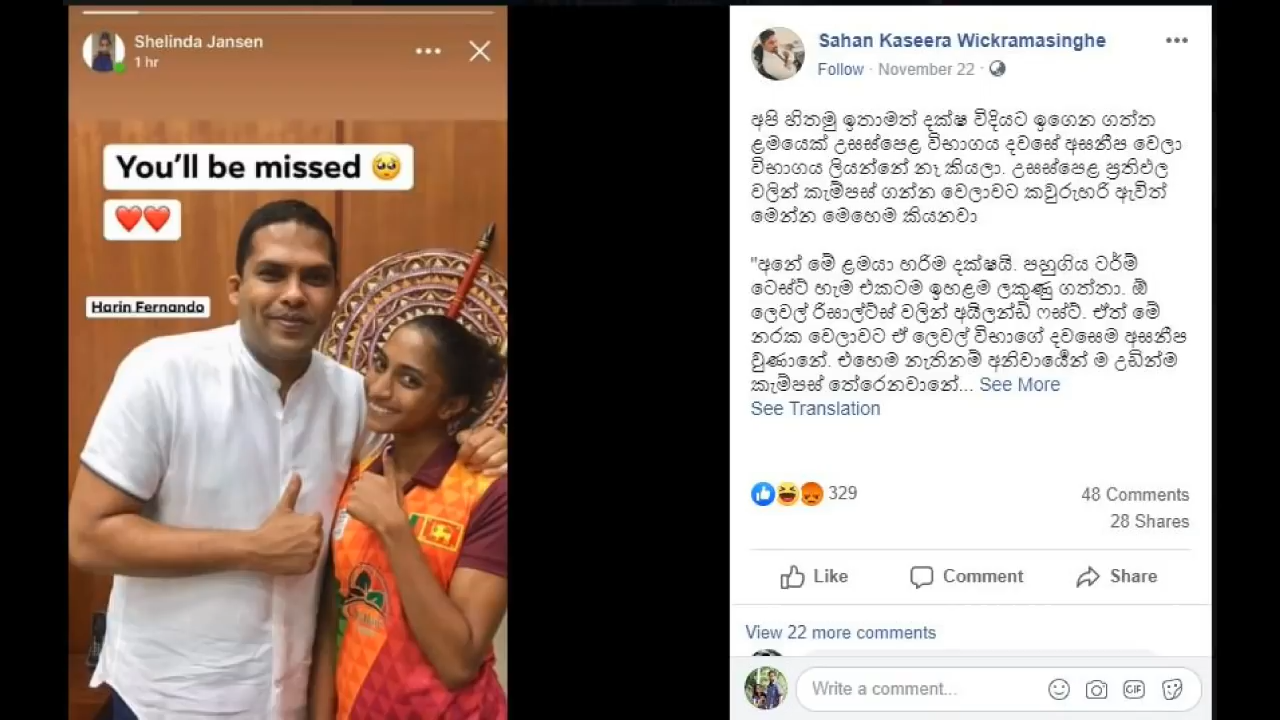 Shelinda Jansen
1 hr
You'll be missed 🥺
❤️❤️
Harin Fernando
Sahan Kaseera Wickramasinghe
Follow · November 22 ·
අපි හිතමු ඉතාමත් දක්ෂ විදියට ඉගෙන ගත්ත
ළමයෙක් උසස්පෙළ විභාගය දවසේ අසනීප වෙලා
විභාගය ලියන්නේ නෑ කියලා. උසස්පෙළ ප්‍රතිඵල
වලින් කැම්පස් ගන්න වෙලාවට කවුරුහරි ඇවිත්
මෙන්න මෙහෙම කියනවා
"අනේ මේ ළමයා හරිම දක්ෂයි. පහුගිය ටර්ම්
ටෙස්ට් හැම එකටම ඉහළම ලකුණු ගත්තා. ඕ
ලෙවල් රිසාල්ට්ස් වලින් අයිලන්ඩ් ෆස්ට්. ඒත් මේ
නරක වෙලාවට ඒ ලෙවල් විභාගේ දවසෙම අසනීප
වුණානේ. එහෙම නැතිනම් අනිවාර්යෙන් ම උඩින්ම
කැම්පස් තේරෙනවානේ... See More
See Translation
329
48 Comments
28 Shares
Like Comment Share
View 22 more comments
Write a comment...
GIF